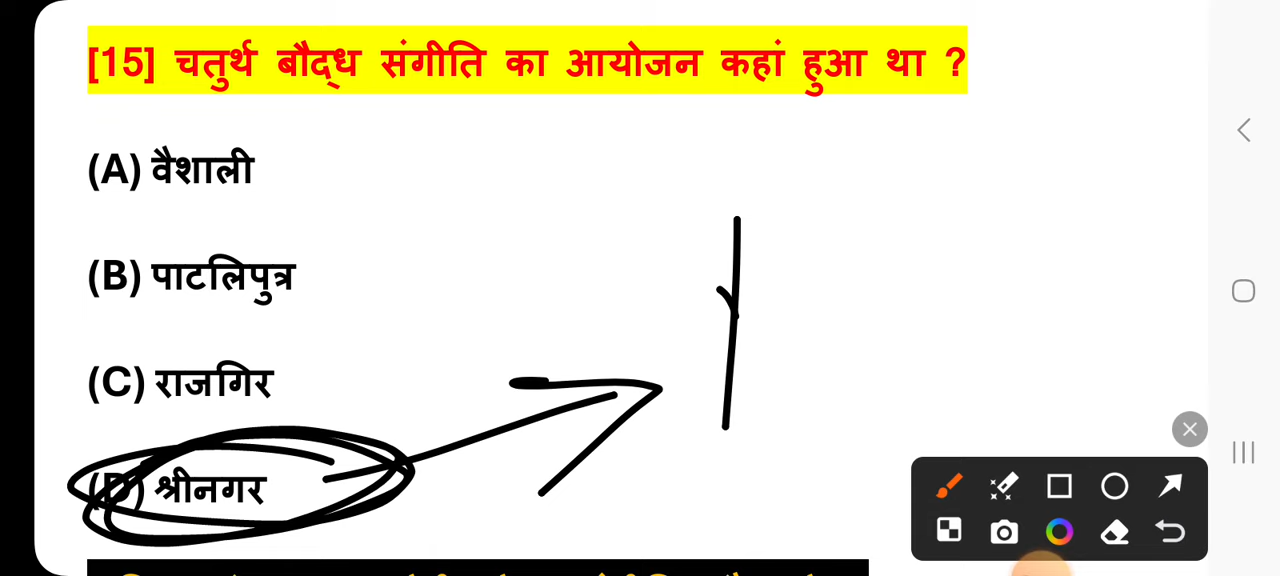 [15] चतुर्थ बौद्ध संगीति का आयोजन कहां हुआ था ?
(A) वैशाली
(B) पाटलिपुत्र
(C) राजगिर
(D) श्रीनगर